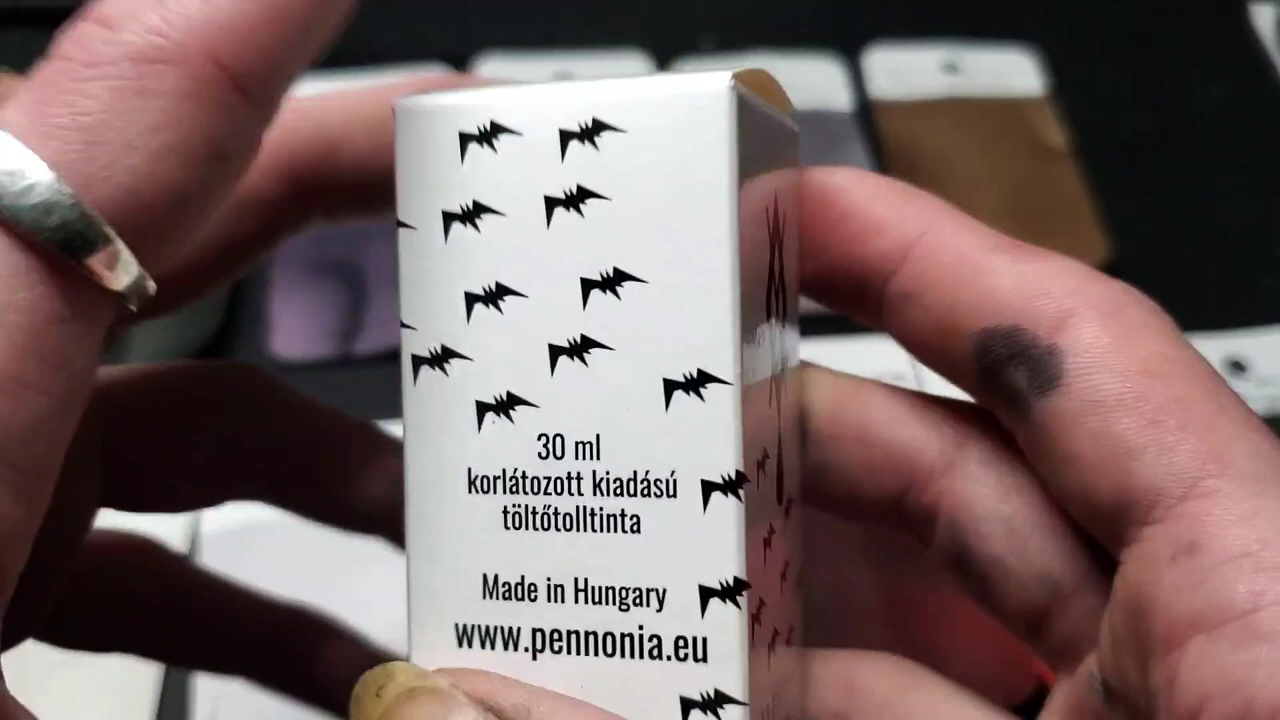 30 ml
korlátozott kiadású
töltőtolltinta
Made in Hungary
www.pennonia.eu